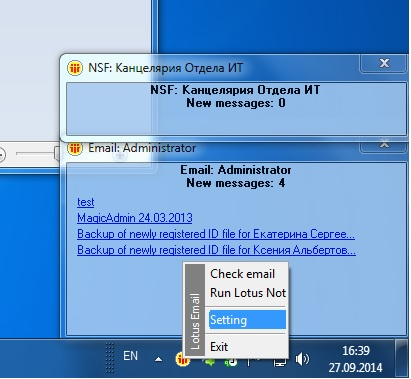 NSF: Канцелярия Отдела ИТ
NSF: Канцелярия Отдела ИТ
New messages: 0
Email: Administrator
Email: Administrator
New messages: 4
test
MagicAdmin 24.03.2013
Backup of newly registered ID file for Екатерина Сергее...
Backup of newly registered ID file for Ксения Альбертов...
Lotus Email
Check email
Run Lotus Not
Setting
Exit
EN
16:39
27.09.2014